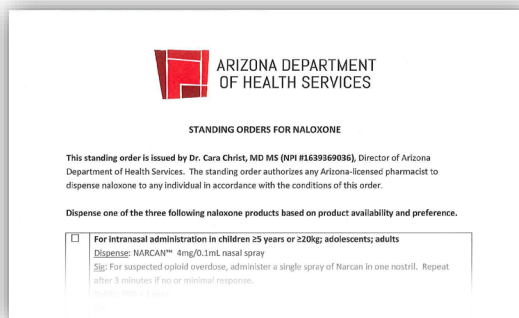 ARIZONA DEPARTMENT
OF HEALTH SERVICES
STANDING ORDERS FOR NALOXONE
This standing order is issued by Dr. Cara Christ, MD MS (NPI #1639369036), Director of Arizona
Department of Health Services. The standing order authorizes any Arizona-licensed pharmacist to
dispense naloxone to any individual in accordance with the conditions of this order.
Dispense one of the three following naloxone products based on product availability and preference.
For intranasal administration in children ≥5 years or ≥20kg; adolescents; adults
Dispense: NARCAN™ 4mg/0.1mL nasal spray
Sig: For suspected opioid overdose, administer a single spray of Narcan in one nostril. Repeat
after 3 minutes if no or minimal response.